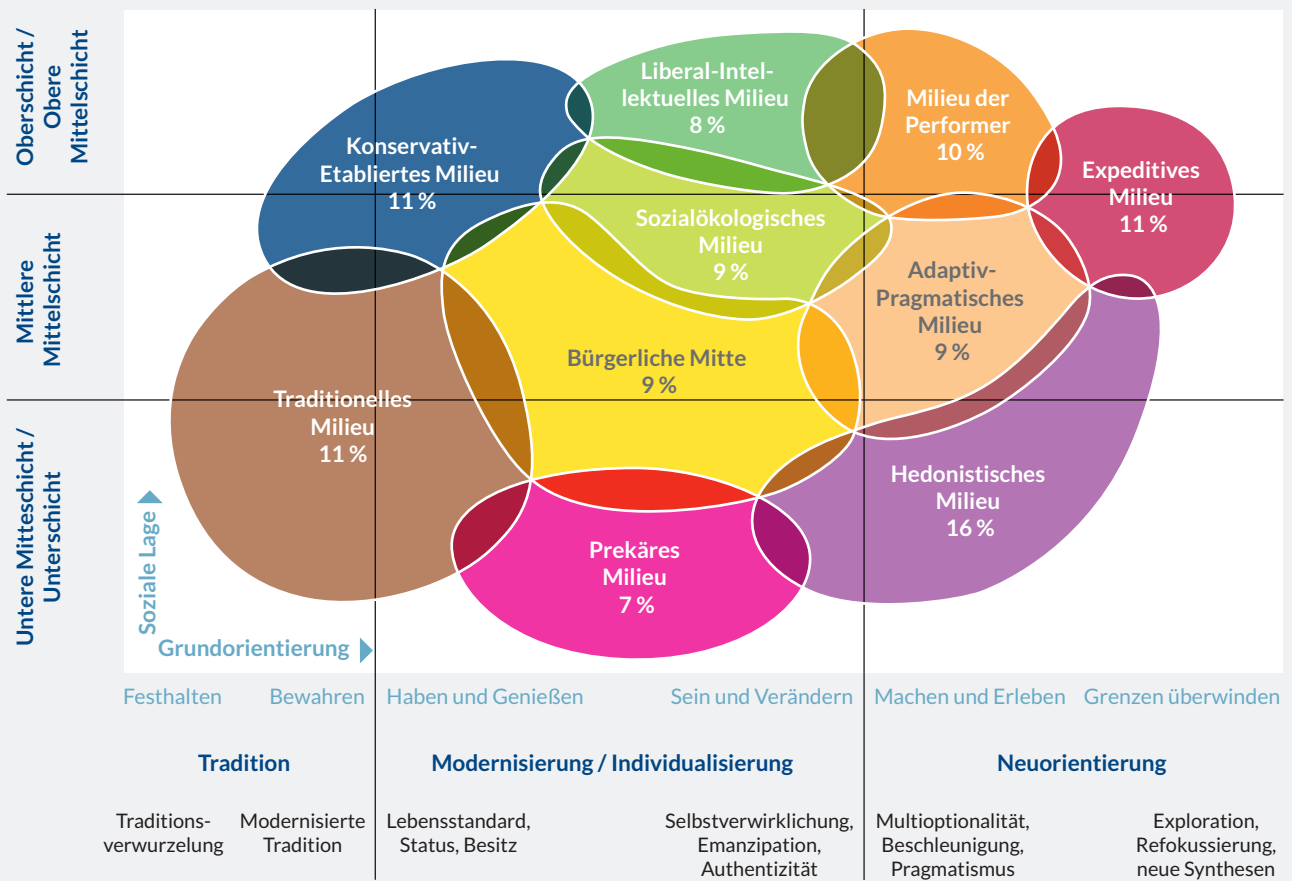 Oberschicht /
Obere
Mittelschicht
Mittlere
Mittelschicht
Untere Mitteschicht /
Unterschicht
Konservativ-
Etabliertes Milieu
11 %
Liberal-Intel-
lektuelles Milieu
8 %
Milieu der
Performer
10 %
Expeditives
Milieu
11 %
Sozialökologisches
Milieu
9 %
Adaptiv-
Pragmatisches
Milieu
9 %
Bürgerliche Mitte
9 %
Traditionelles
Milieu
11 %
Hedonistisches
Milieu
16 %
Prekäres
Milieu
7 %
Soziale Lage
Grundorientierung
Festhalten
Bewahren
Haben und Genießen
Sein und Verändern
Machen und Erleben
Grenzen überwinden
Tradition
Modernisierung / Individualisierung
Neuorientierung
Traditions-
verwurzelung
Modernisierte
Tradition
Lebensstandard,
Status, Besitz
Selbstverwirklichung,
Emanzipation,
Authentizität
Multioptionalität,
Beschleunigung,
Pragmatismus
Exploration,
Refokussierung,
neue Synthesen